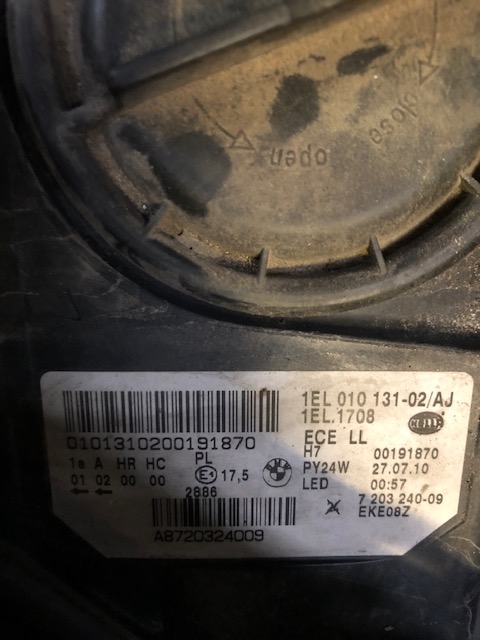 close
open
1EL 010 131-02/AJ
1EL.1708
HELLA
0101310200191870
ECE LL
1a A HR HC PL
H7 00191870
01 02 00 00
E1 17,5
PY24W 27.07.10
2886
LED 00:57
7 203 240-09
A8720324009
EKE08Z